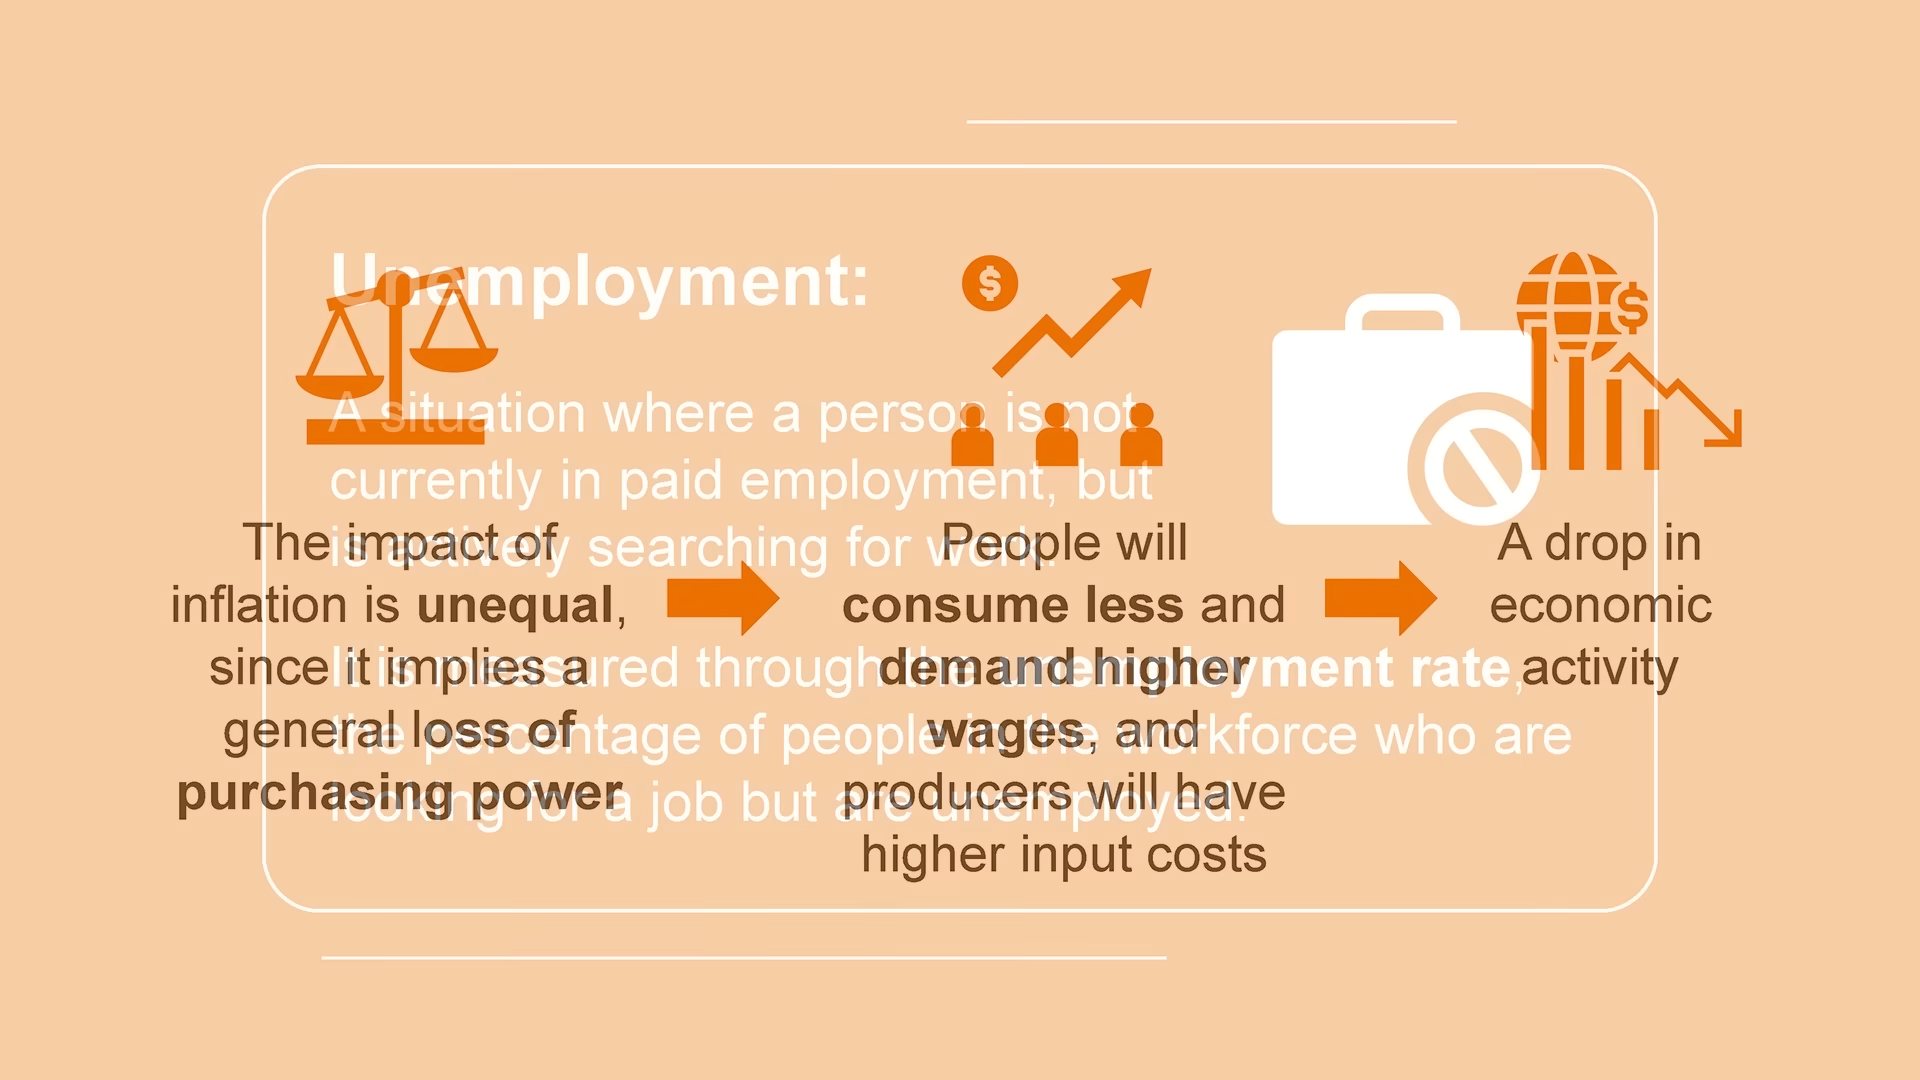 Unemployment:
A situation where a person is not
currently in paid employment, but
is actively searching for work.
It is measured through the unemployment rate,
the percentage of people in the workforce who are
looking for a job but are unemployed.
$
$
The impact of
inflation is unequal,
since it implies a
general loss of
purchasing power
People will
consume less and
demand higher
wages, and
producers will have
higher input costs
A drop in
economic
activity